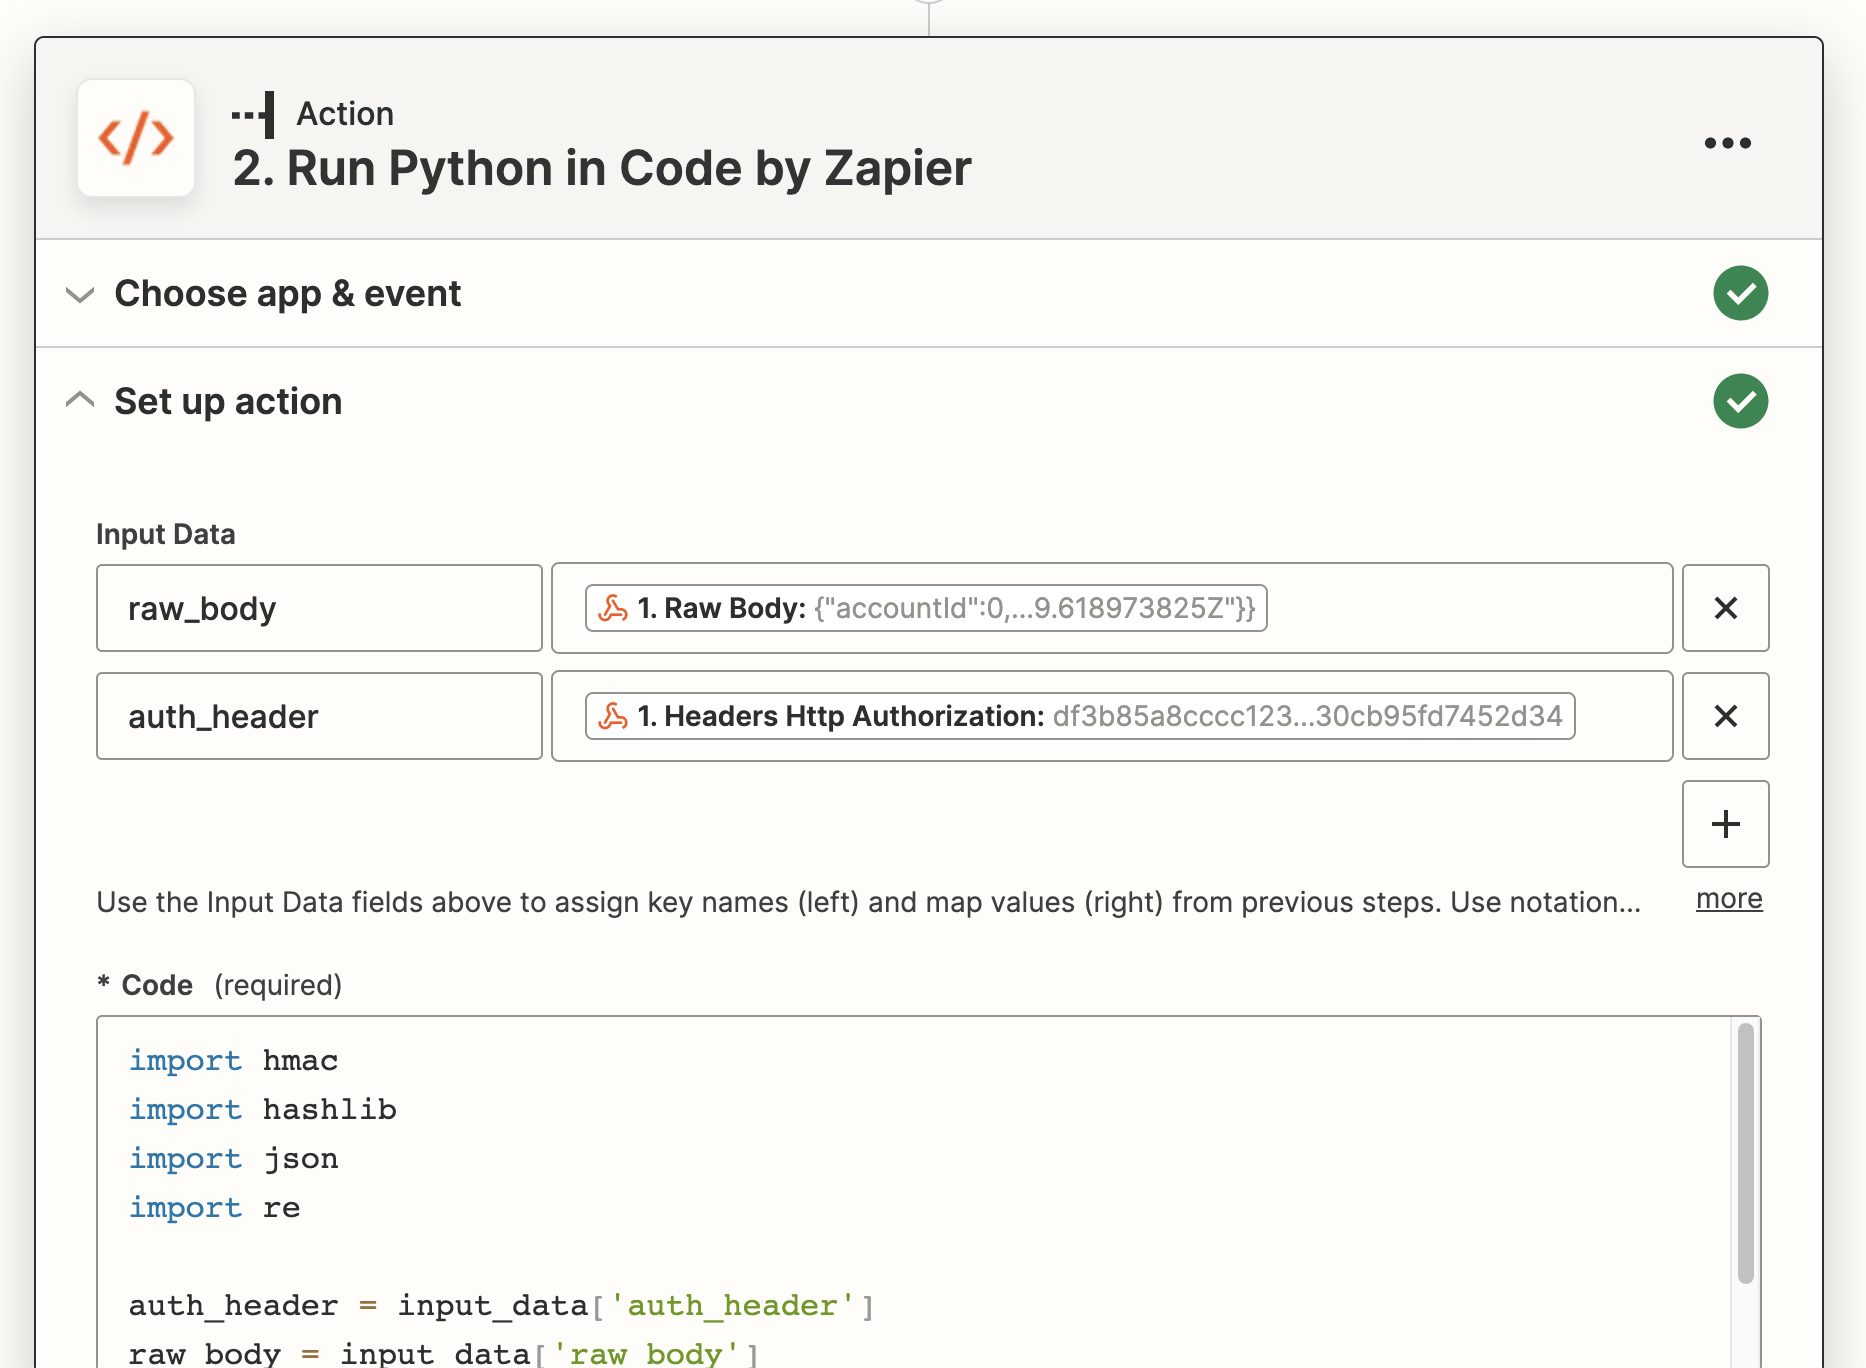 Action
2. Run Python in Code by Zapier
Choose app & event
Set up action
Input Data
raw_body
1. Raw Body: {"accountId":0,...9.618973825Z"}}
auth_header
1. Headers Http Authorization: df3b85a8cccc123...30cb95fd7452d34
Use the Input Data fields above to assign key names (left) and map values (right) from previous steps. Use notation... more
* Code (required)
import hmac
import hashlib
import json
import re
auth_header = input_data['auth_header']
raw_body = input_data['raw_body']